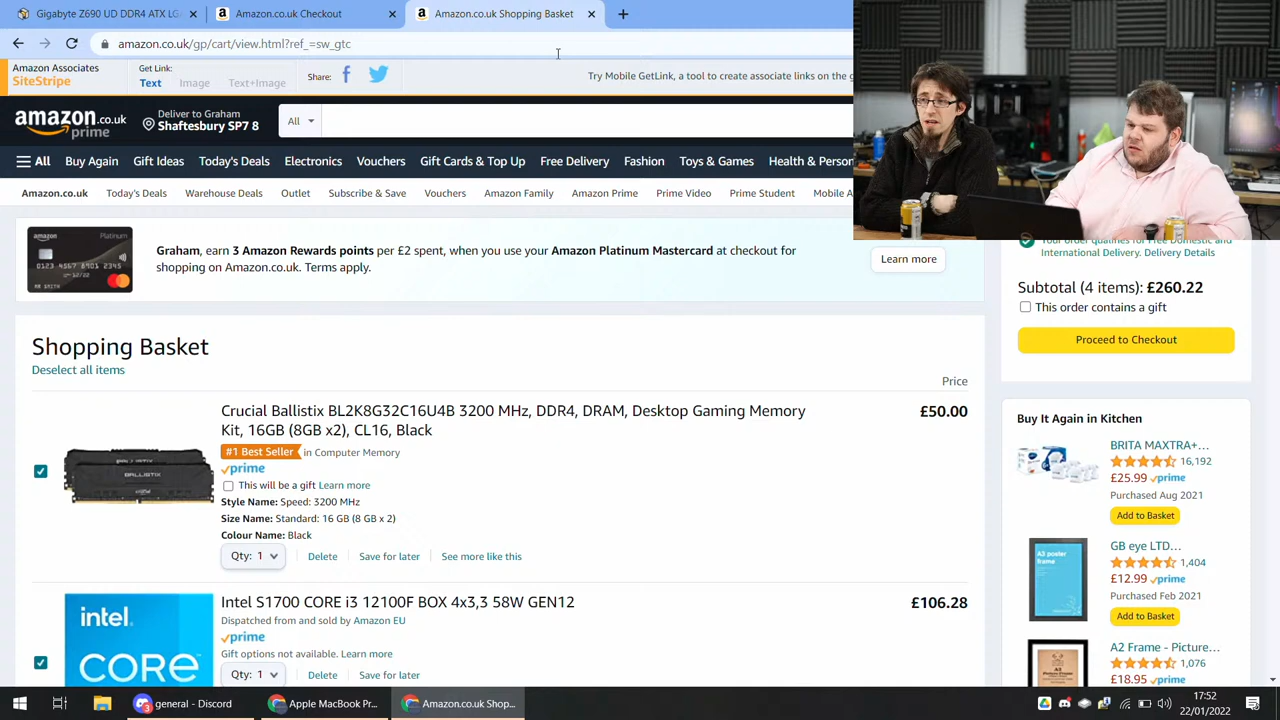 Gigabyte Z690 UD DDR4 ATX LG
Amazon.co.uk Checkout
Amazon.co.uk Shopping Basket
amazon.co.uk/gp/cart/view.html?ref_=sw_gtc
Amazon Associates
SiteStripe
Get Link:
Text
Image
Text+Image
Share:
Try Mobile GetLink, a tool to create associate links on the g
amazon.co.uk
prime
Deliver to Graham
Shaftesbury SP7 8
All
All
Buy Again
Gift Ideas
Today's Deals
Electronics
Vouchers
Gift Cards & Top Up
Free Delivery
Fashion
Toys & Games
Health & Person
Amazon.co.uk
Today's Deals
Warehouse Deals
Outlet
Subscribe & Save
Vouchers
Amazon Family
Amazon Prime
Prime Video
Prime Student
Mobile A
amazon
Platinum
Graham, earn 3 Amazon Rewards points per £2 spent, when you use your Amazon Platinum Mastercard at checkout for
shopping on Amazon.co.uk. Terms apply.
Learn more
Your order qualifies for Free Domestic and
International Delivery. Delivery Details
Subtotal (4 items): £260.22
This order contains a gift
Proceed to Checkout
Shopping Basket
Deselect all items
Price
Crucial Ballistix BL2K8G32C16U4B 3200 MHz, DDR4, DRAM, Desktop Gaming Memory
Kit, 16GB (8GB x2), CL16, Black
£50.00
#1 Best Seller in Computer Memory
prime
This will be a gift Learn more
Style Name: Speed: 3200 MHz
Size Name: Standard: 16 GB (8 GB x 2)
Colour Name: Black
Qty: 1
Delete
Save for later
See more like this
BALLISTIX
Intel S1700 CORE i3 12100F BOX 4x3,3 58W GEN12
£106.28
Dispatched from and sold by Amazon EU
prime
Gift options not available. Learn more
Qty: 1
Delete
Save for later
intel
CORE
Buy It Again in Kitchen
BRITA MAXTRA+...
16,192
£25.99 prime
Purchased Aug 2021
Add to Basket
A3 poster
frame
GB eye LTD...
1,404
£12.99 prime
Purchased Feb 2021
Add to Basket
A2 Frame - Picture...
1,076
£18.95 prime
general - Discord
Apple MacBook P
Amazon.co.uk Shop...
17:52
22/01/2022